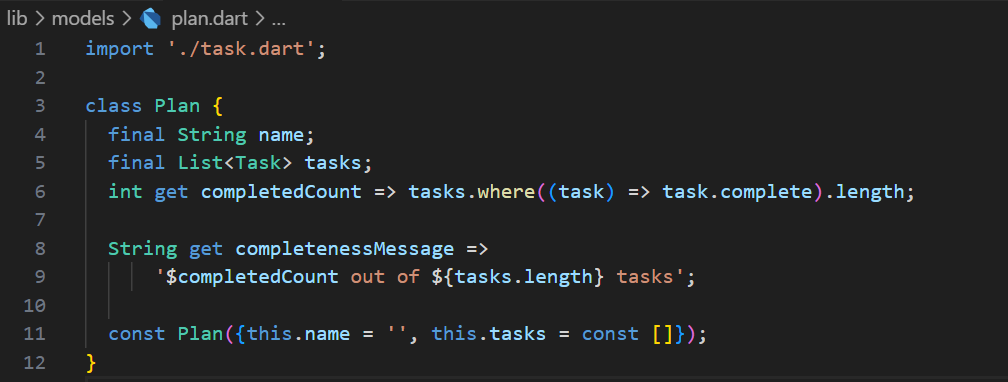 lib > models > plan.dart > ...
1 import './task.dart';
2
3 class Plan {
4   final String name;
5   final List<Task> tasks;
6   int get completedCount => tasks.where((task) => task.complete).length;
7
8   String get completenessMessage =>
9       '$completedCount out of ${tasks.length} tasks';
10
11   const Plan({this.name = '', this.tasks = const []});
12 }